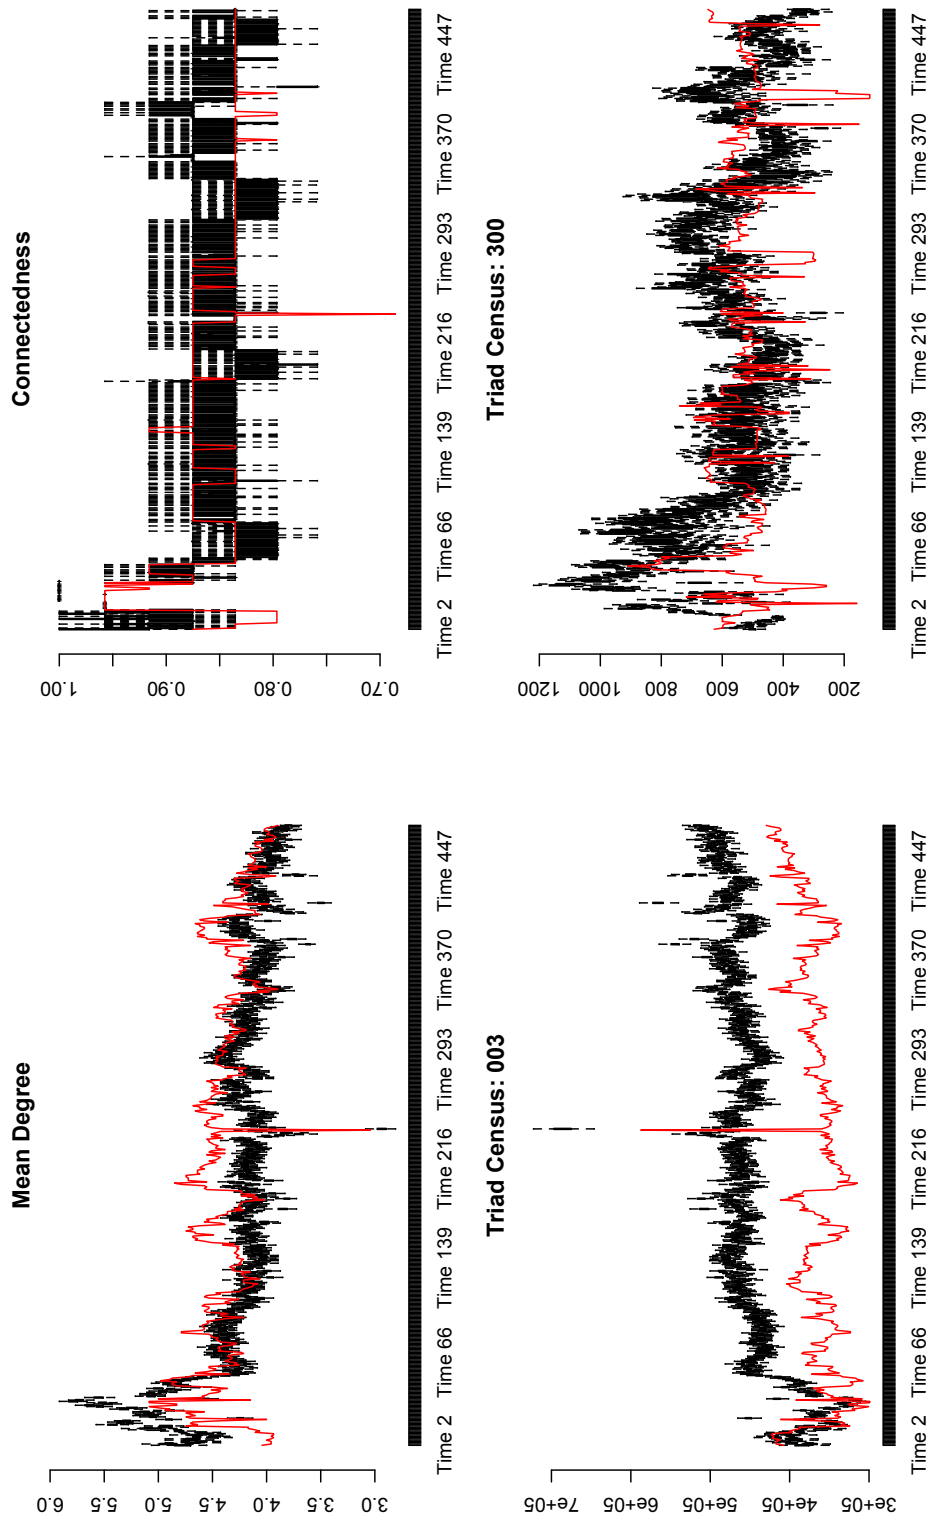 Mean Degree
6.0
5.5
5.0
4.5
4.0
3.5
3.0
Time 2
Time 66
Time 139
Time 216
Time 293
Time 370
Time 447
Connectedness
1.00
0.90
0.80
0.70
Time 2
Time 66
Time 139
Time 216
Time 293
Time 370
Time 447
Triad Census: 003
7e+05
6e+05
5e+05
4e+05
3e+05
Time 2
Time 66
Time 139
Time 216
Time 293
Time 370
Time 447
Triad Census: 300
1200
1000
800
600
400
200
Time 2
Time 66
Time 139
Time 216
Time 293
Time 370
Time 447